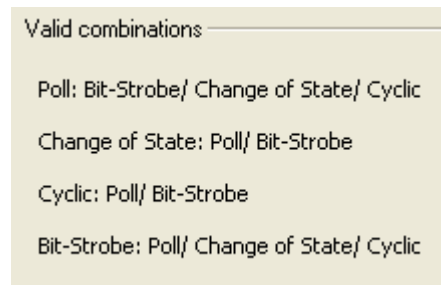 Valid combinations
Poll: Bit-Strobe/ Change of State/ Cyclic
Change of State: Poll/ Bit-Strobe
Cyclic: Poll/ Bit-Strobe
Bit-Strobe: Poll/ Change of State/ Cyclic